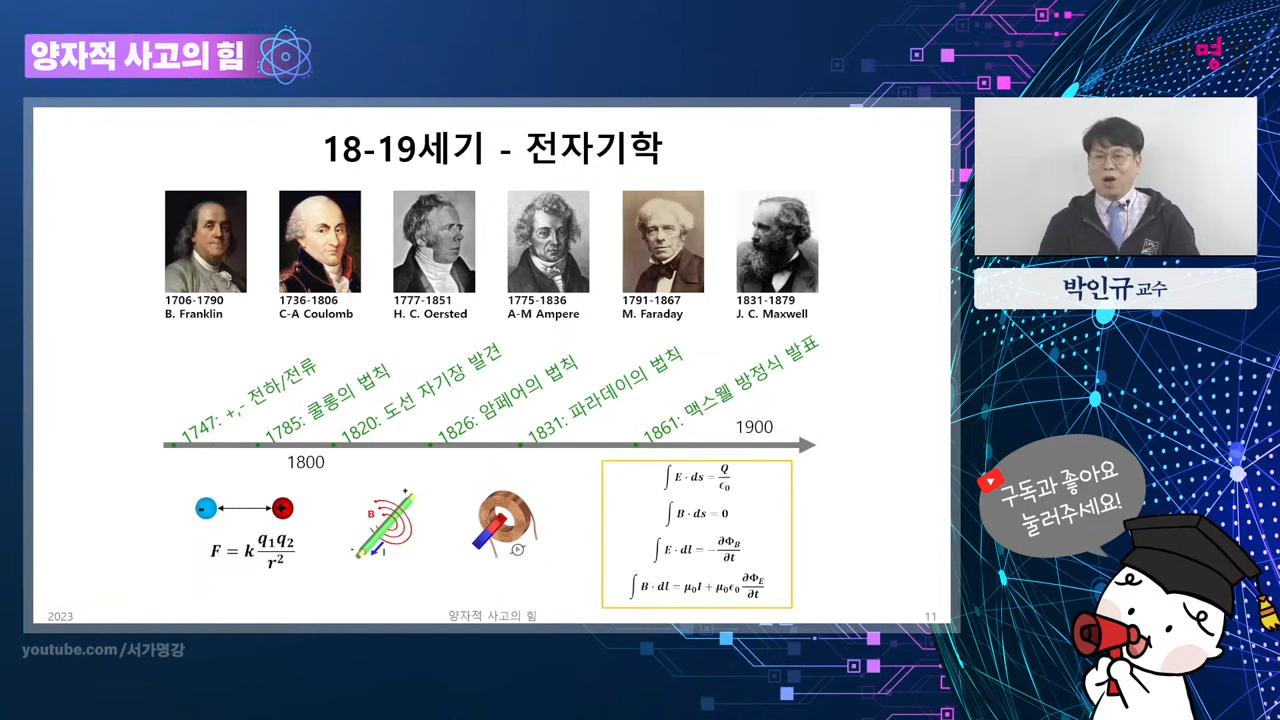 양자적 사고의 힘
명
18-19세기 - 전자기학
1706-1790
B. Franklin
1736-1806
C-A Coulomb
1777-1851
H. C. Oersted
1775-1836
A-M Ampere
1791-1867
M. Faraday
1831-1879
J. C. Maxwell
1747: +,- 전하/전류
1785: 쿨롱의 법칙
1820: 도선 자기장 발견
1826: 암페어의 법칙
1831: 파라데이의 법칙
1861: 맥스웰 방정식 발표
1800
1900
- +
F = k q₁q₂/r²
+
B
I
-
∫ E · ds = Q/ϵ₀
∫ B · ds = 0
∫ E · dl = − ∂Φ_B/∂t
∫ B · dl = μ₀I + μ₀ϵ₀ ∂Φ_E/∂t
2023
양자적 사고의 힘
11
박인규 교수
구독과 좋아요
눌러주세요!
youtube.com/서가명강